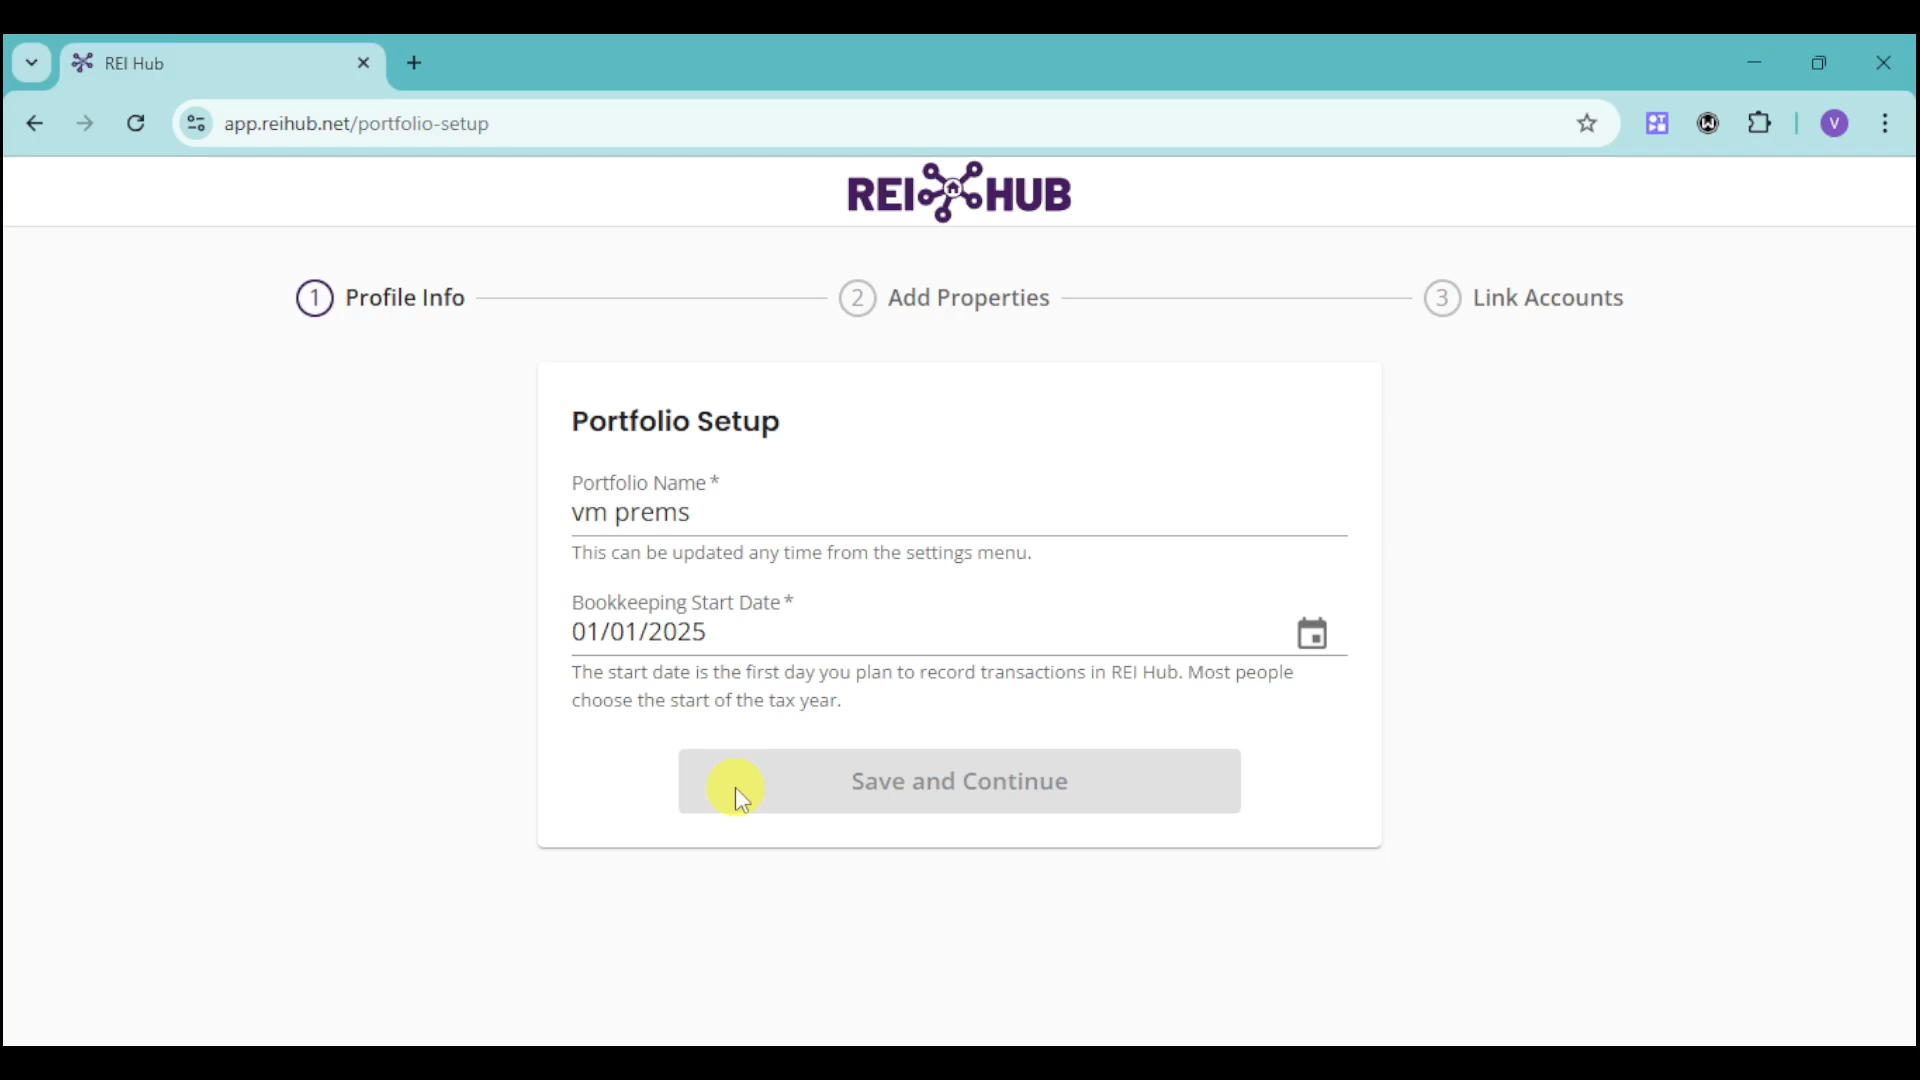 REI Hub
app.reihub.net/portfolio-setup
V
REI HUB
1 Profile Info
2 Add Properties
3 Link Accounts
Portfolio Setup
Portfolio Name*
vm prems
This can be updated any time from the settings menu.
Bookkeeping Start Date*
01/01/2025
The start date is the first day you plan to record transactions in REI Hub. Most people
choose the start of the tax year.
Save and Continue